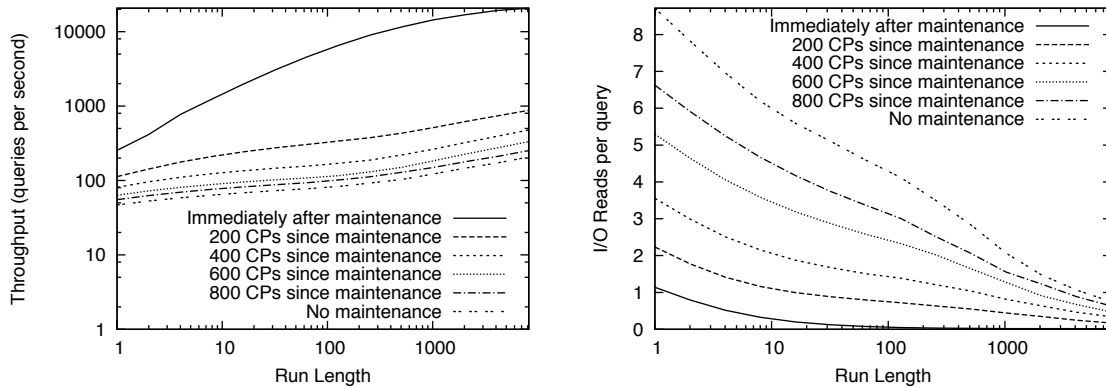 Throughput (queries per second)
10000
1000
100
10
1
Immediately after maintenance
200 CPs since maintenance
400 CPs since maintenance
600 CPs since maintenance
800 CPs since maintenance
No maintenance
1 10 100 1000
Run Length
I/O Reads per query
8
7
6
5
4
3
2
1
0
Immediately after maintenance
200 CPs since maintenance
400 CPs since maintenance
600 CPs since maintenance
800 CPs since maintenance
No maintenance
1 10 100 1000
Run Length